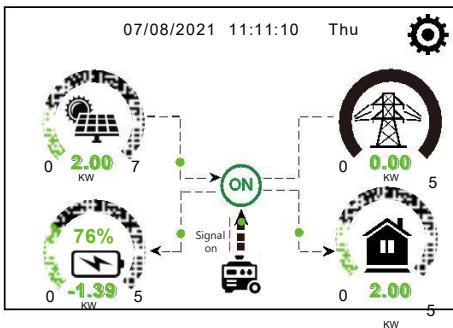 07/08/2021 11:11:10 Thu
0 2.00 7
KW
0 0.00 5
KW
ON
76%
Signal
on
0 -1.39 5
KW
0 2.00 5
KW